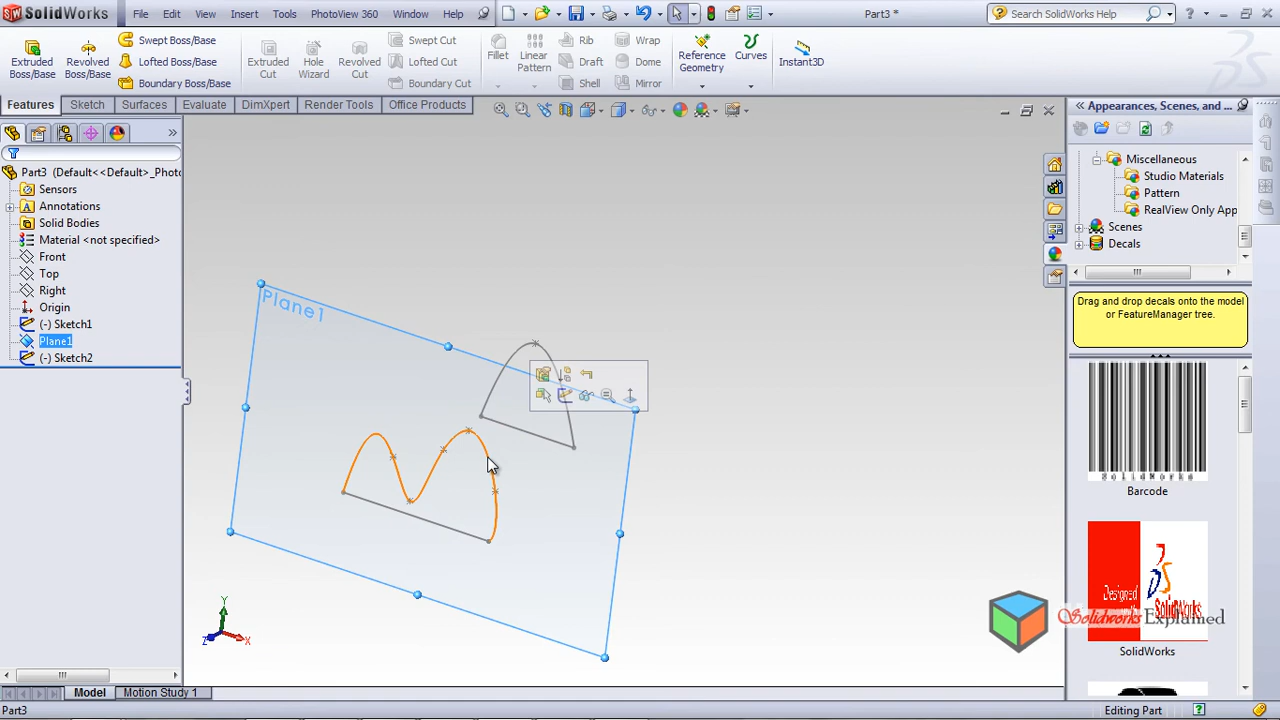 SolidWorks File Edit View Insert Tools PhotoView 360 Window Help Part3 * Search SolidWorks Help
Extruded Boss/Base
Revolved Boss/Base
Swept Boss/Base
Lofted Boss/Base
Boundary Boss/Base
Extruded Cut
Hole Wizard
Revolved Cut
Swept Cut
Lofted Cut
Boundary Cut
Fillet
Linear Pattern
Rib
Draft
Shell
Wrap
Dome
Mirror
Reference Geometry
Curves
Instant3D
Features Sketch Surfaces Evaluate DimXpert Render Tools Office Products
Part3 (Default<<Default>_Photo
Sensors
Annotations
Solid Bodies
Material <not specified>
Front
Top
Right
Origin
(-) Sketch1
Plane1
(-) Sketch2
Plane1
Y
X
Z
Appearances, Scenes, and ...
Miscellaneous
Studio Materials
Pattern
RealView Only App
Scenes
Decals
Drag and drop decals onto the model
or FeatureManager tree.
SolidWorks
Barcode
Designed
with
SolidWorks
Solidworks Explained
SolidWorks
Model Motion Study 1
Part3 Editing Part